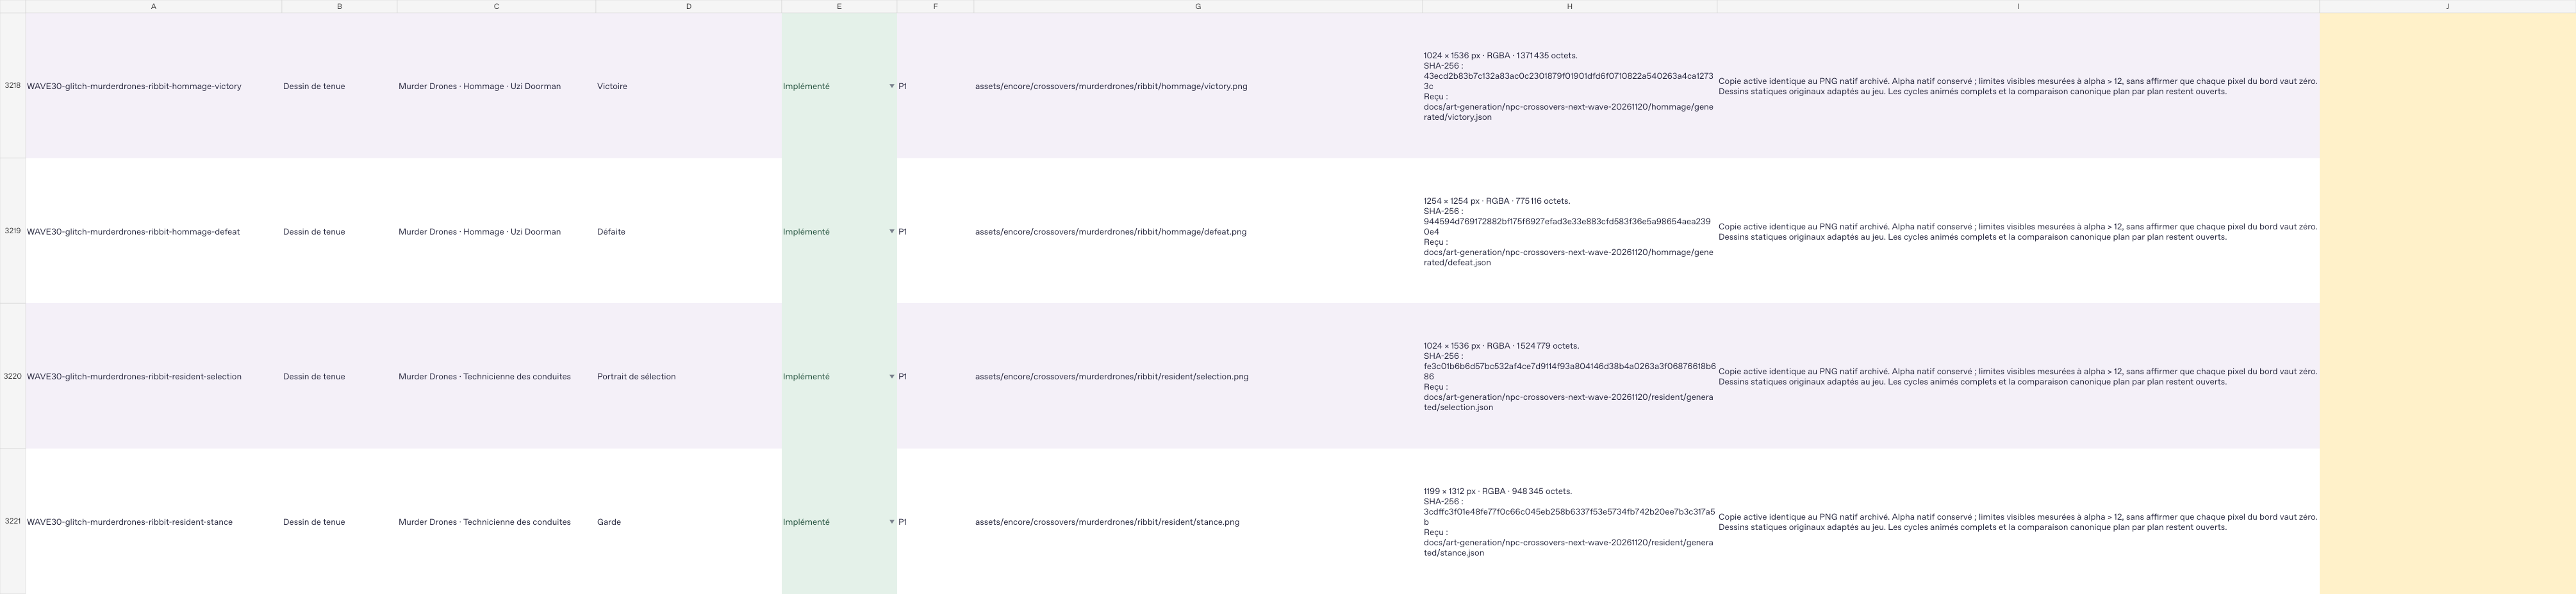 A B C D E F G H I J
3218 WAVE30-glitch-murderdrones-ribbit-hommage-victory Dessin de tenue Murder Drones · Hommage · Uzi Doorman Victoire Implémenté P1 assets/encore/crossovers/murderdrones/ribbit/hommage/victory.png
1024 × 1536 px · RGBA · 1 371 435 octets.
SHA-256 :
43ecd2b83b7c132a83ac0c2301879f01901dfd6f0710822a540263a4ca1273
3c
Reçu :
docs/art-generation/npc-crossovers-next-wave-20261120/hommage/gene
rated/victory.json
Copie active identique au PNG natif archivé. Alpha natif conservé ; limites visibles mesurées à alpha > 12, sans affirmer que chaque pixel du bord vaut zéro.
Dessins statiques originaux adaptés au jeu. Les cycles animés complets et la comparaison canonique plan par plan restent ouverts.
3219 WAVE30-glitch-murderdrones-ribbit-hommage-defeat Dessin de tenue Murder Drones · Hommage · Uzi Doorman Défaite Implémenté P1 assets/encore/crossovers/murderdrones/ribbit/hommage/defeat.png
1254 × 1254 px · RGBA · 775 116 octets.
SHA-256 :
944594d769172882bf175f6927efad3e33e883cfd583f36e5a98654aea239
0e4
Reçu :
docs/art-generation/npc-crossovers-next-wave-20261120/hommage/gene
rated/defeat.json
Copie active identique au PNG natif archivé. Alpha natif conservé ; limites visibles mesurées à alpha > 12, sans affirmer que chaque pixel du bord vaut zéro.
Dessins statiques originaux adaptés au jeu. Les cycles animés complets et la comparaison canonique plan par plan restent ouverts.
3220 WAVE30-glitch-murderdrones-ribbit-resident-selection Dessin de tenue Murder Drones · Technicienne des conduites Portrait de sélection Implémenté P1 assets/encore/crossovers/murderdrones/ribbit/resident/selection.png
1024 × 1536 px · RGBA · 1 524 779 octets.
SHA-256 :
fe3c01b6b6d57bc532af4ce7d9114f93a804146d38b4a0263a3f06876618b6
86
Reçu :
docs/art-generation/npc-crossovers-next-wave-20261120/resident/genera
ted/selection.json
Copie active identique au PNG natif archivé. Alpha natif conservé ; limites visibles mesurées à alpha > 12, sans affirmer que chaque pixel du bord vaut zéro.
Dessins statiques originaux adaptés au jeu. Les cycles animés complets et la comparaison canonique plan par plan restent ouverts.
3221 WAVE30-glitch-murderdrones-ribbit-resident-stance Dessin de tenue Murder Drones · Technicienne des conduites Garde Implémenté P1 assets/encore/crossovers/murderdrones/ribbit/resident/stance.png
1199 × 1312 px · RGBA · 948 345 octets.
SHA-256 :
3cdffc3f01e48fe77f0c66c045eb258b6337f53e5734fb742b20ee7b3c317a5
b
Reçu :
docs/art-generation/npc-crossovers-next-wave-20261120/resident/genera
ted/stance.json
Copie active identique au PNG natif archivé. Alpha natif conservé ; limites visibles mesurées à alpha > 12, sans affirmer que chaque pixel du bord vaut zéro.
Dessins statiques originaux adaptés au jeu. Les cycles animés complets et la comparaison canonique plan par plan restent ouverts.